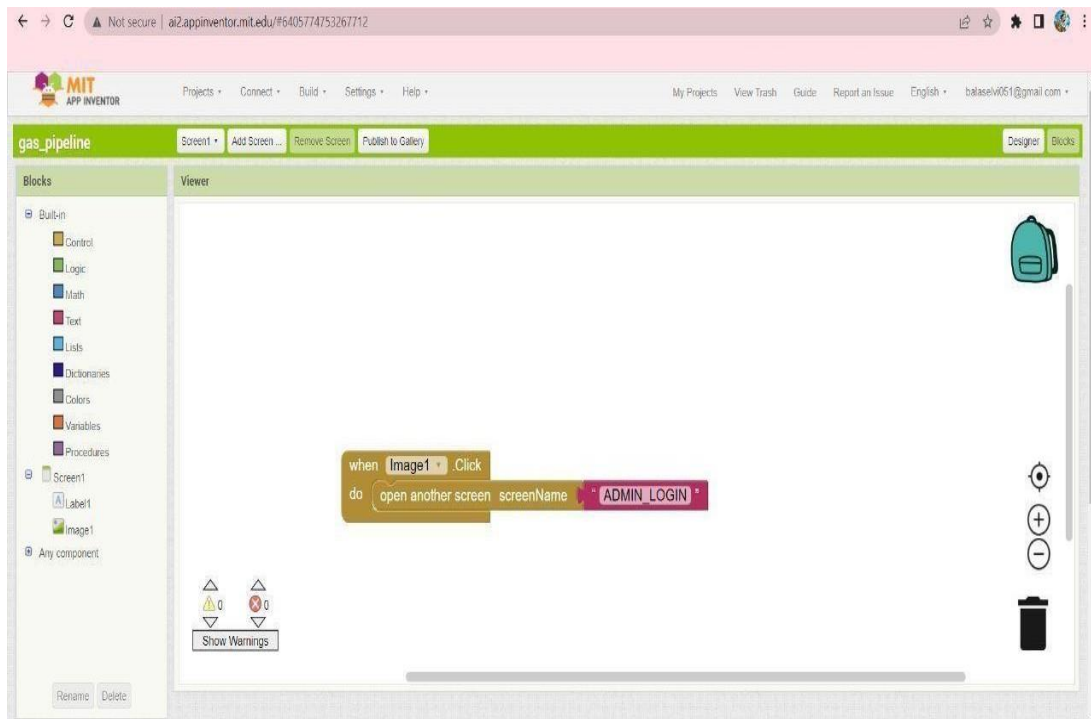 Not secure | ai2.appinventor.mit.edu/#6405774753267712
MIT
APP INVENTOR
Projects Connect Build Settings Help My Projects View Trash Guide Report an Issue English balaselvi051@gmail.com
gas_pipeline Screen1 Add Screen ... Remove Screen Publish to Gallery Designer Blocks
Blocks Viewer
Built-in
Control
Logic
Math
Text
Lists
Dictionaries
Colors
Variables
Procedures
Screen1
A Label1
Image1
Any component
when Image1 .Click
do open another screen screenName " ADMIN_LOGIN "
0 0
Show Warnings
Rename Delete